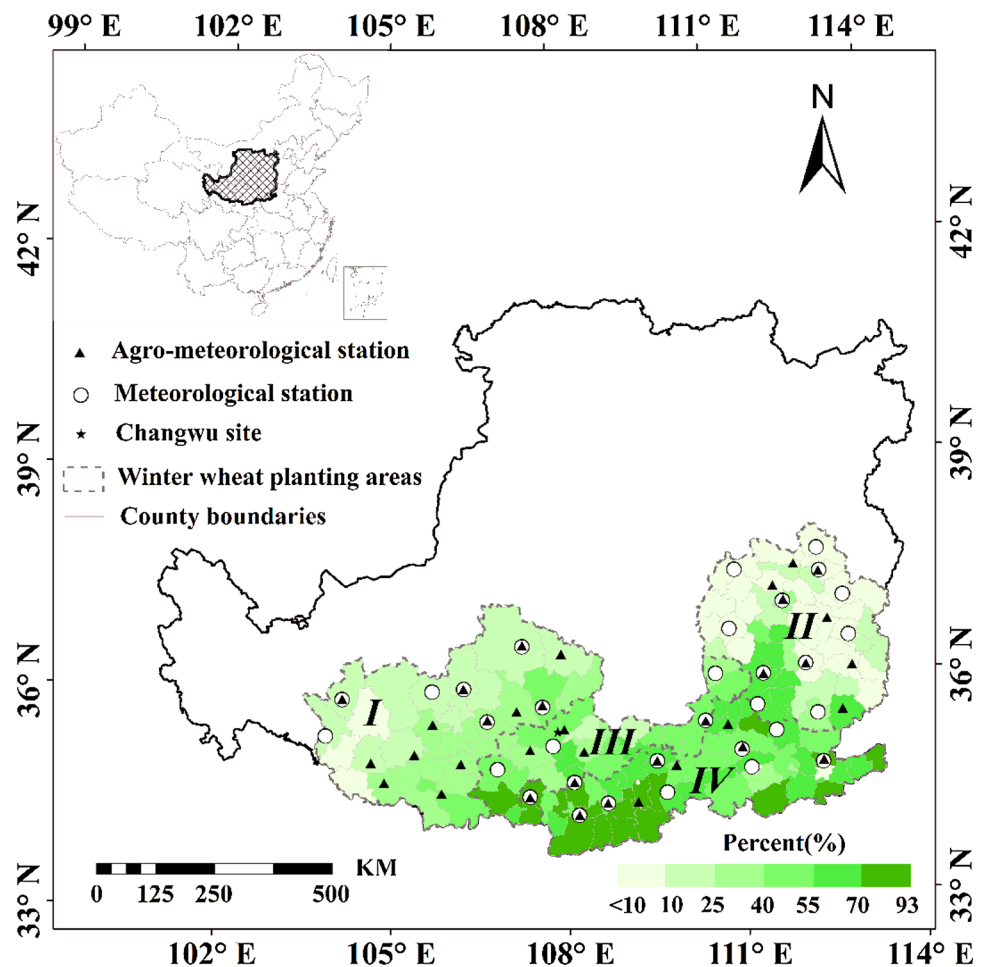 99° E 102° E 105° E 108° E 111° E 114° E
N
42° N
42° N
Agro-meteorological station
Meteorological station
Changwu site
Winter wheat planting areas
County boundaries
39° N
39° N
36° N
36° N
I
II
III
IV
Percent(%)
<10 10 25 40 55 70 93
KM
0 125 250 500
33° N
33° N
102° E 105° E 108° E 111° E 114° E